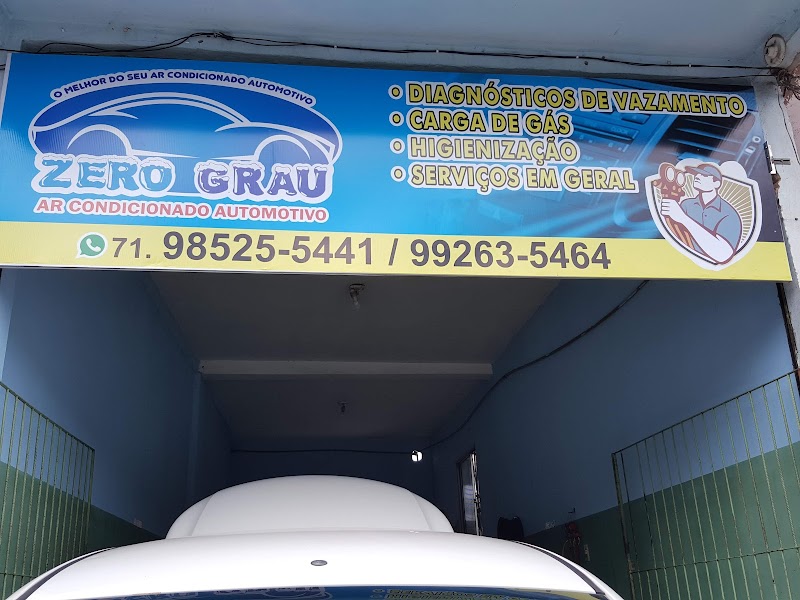 O MELHOR DO SEU AR CONDICIONADO AUTOMOTIVO
ZERO GRAU
AR CONDICIONADO AUTOMOTIVO
• DIAGNÓSTICOS DE VAZAMENTO
• CARGA DE GÁS
• HIGIENIZAÇÃO
• SERVIÇOS EM GERAL
71. 98525-5441 / 99263-5464